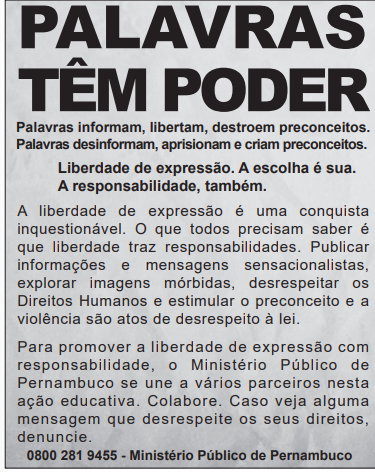 PALAVRAS
TÊM PODER
Palavras informam, libertam, destroem preconceitos.
Palavras desinformam, aprisionam e criam preconceitos.
Liberdade de expressão. A escolha é sua.
A responsabilidade, também.
A liberdade de expressão é uma conquista
inquestionável. O que todos precisam saber é
que liberdade traz responsabilidades. Publicar
informações e mensagens sensacionalistas,
explorar imagens mórbidas, desrespeitar os
Direitos Humanos e estimular o preconceito e a
violência são atos de desrespeito à lei.
Para promover a liberdade de expressão com
responsabilidade, o Ministério Público de
Pernambuco se une a vários parceiros nesta
ação educativa. Colabore. Caso veja alguma
mensagem que desrespeite os seus direitos,
denuncie.
0800 281 9455 - Ministério Público de Pernambuco